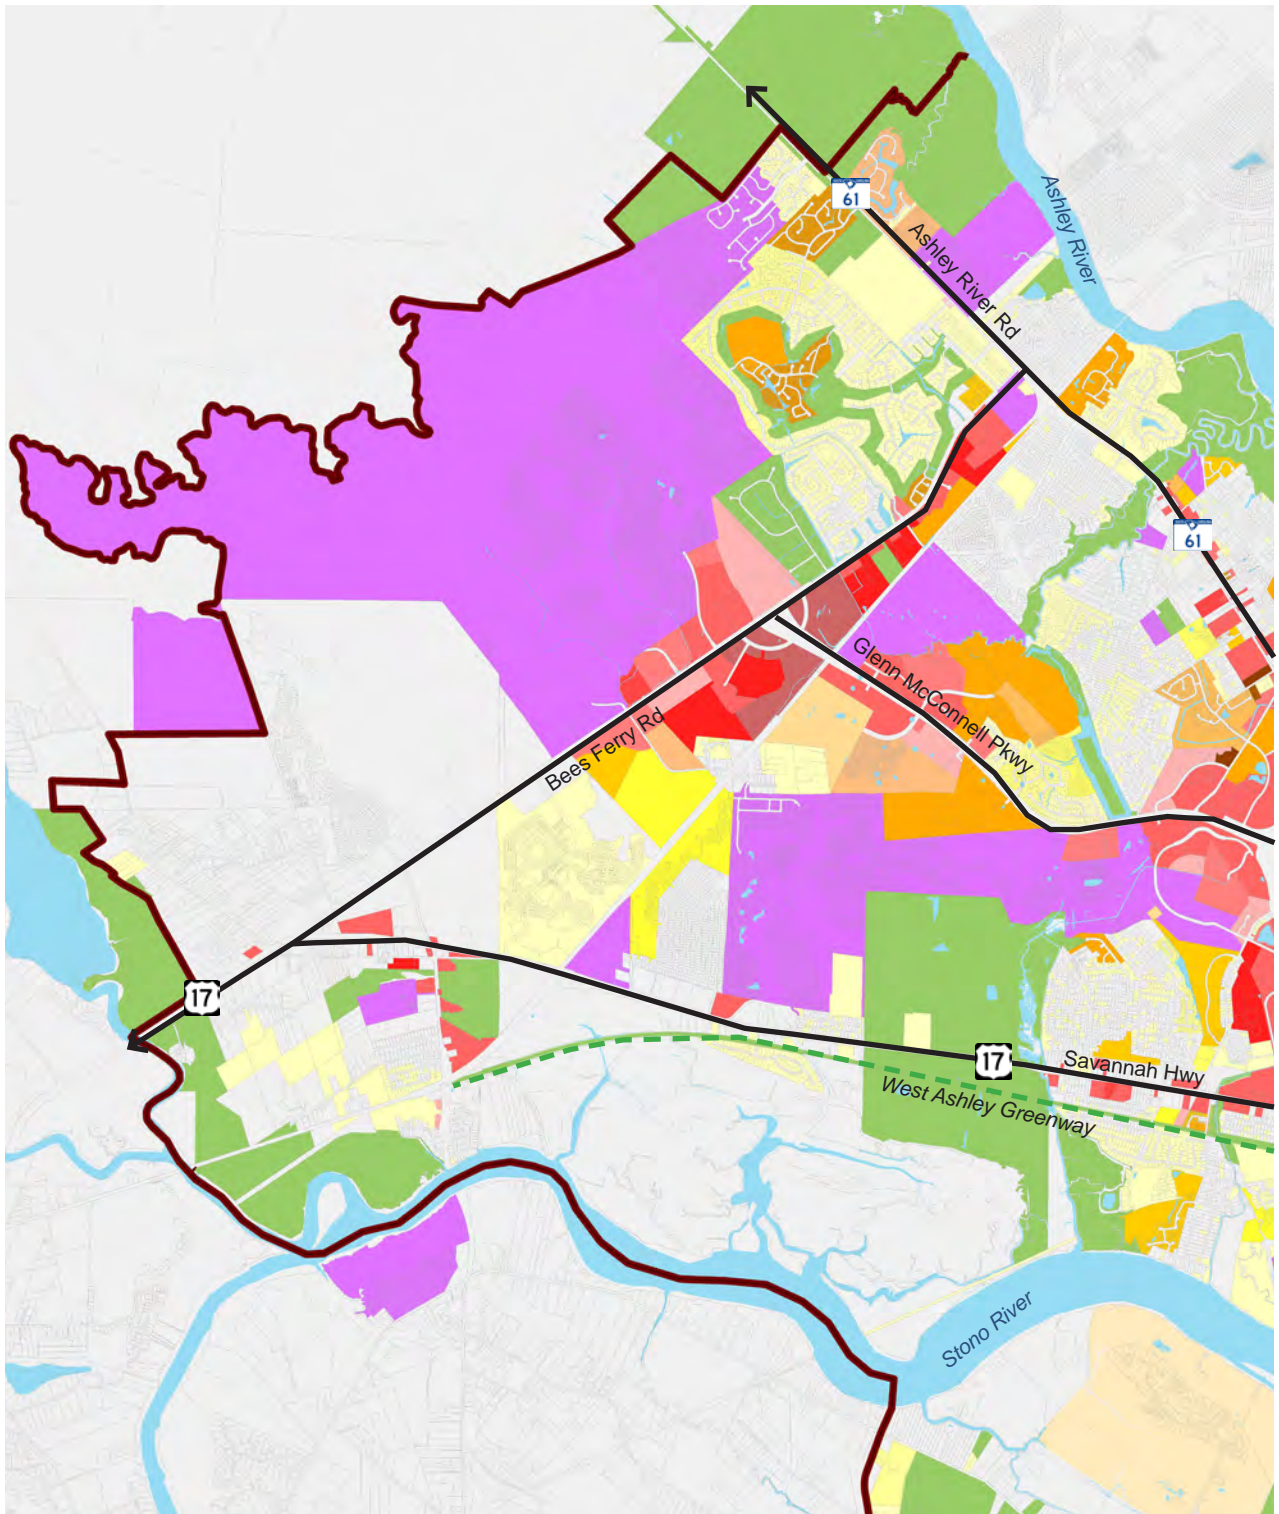 61
Ashley River
Ashley River Rd
61
Glenn McConnell Pkwy
Bees Ferry Rd
17
17
Savannah Hwy
West Ashley Greenway
Stono River